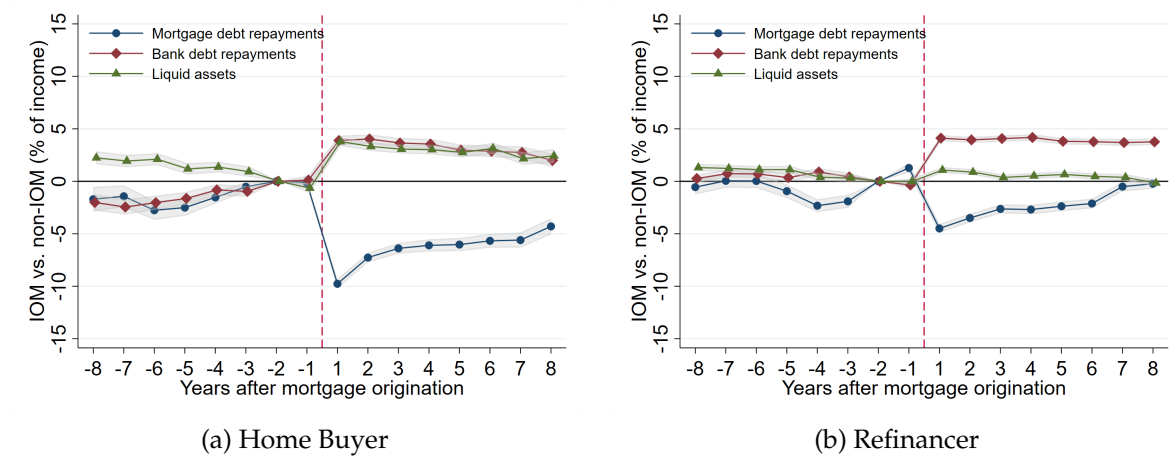 IOM vs. non-IOM (% of income)
15
10
5
0
-5
-10
-15
Mortgage debt repayments
Bank debt repayments
Liquid assets
-8 -7 -6 -5 -4 -3 -2 -1 1 2 3 4 5 6 7 8
Years after mortgage origination
(a) Home Buyer
IOM vs. non-IOM (% of income)
15
10
5
0
-5
-10
-15
Mortgage debt repayments
Bank debt repayments
Liquid assets
-8 -7 -6 -5 -4 -3 -2 -1 1 2 3 4 5 6 7 8
Years after mortgage origination
(b) Refinancer